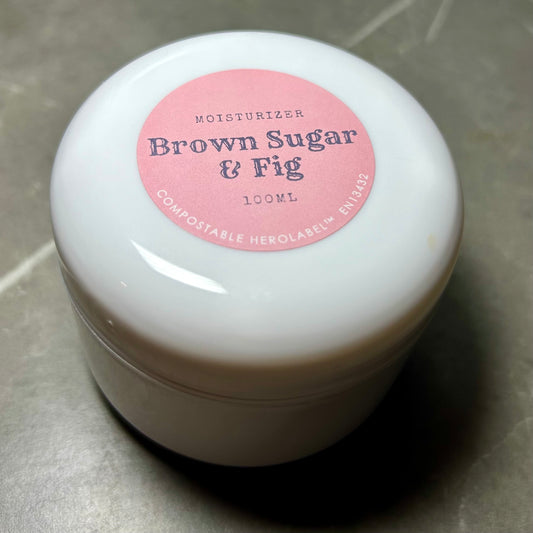 MOISTURIZER
Brown Sugar
& Fig
100ML
COMPOSTABLE HEROLABEL™ EN13432